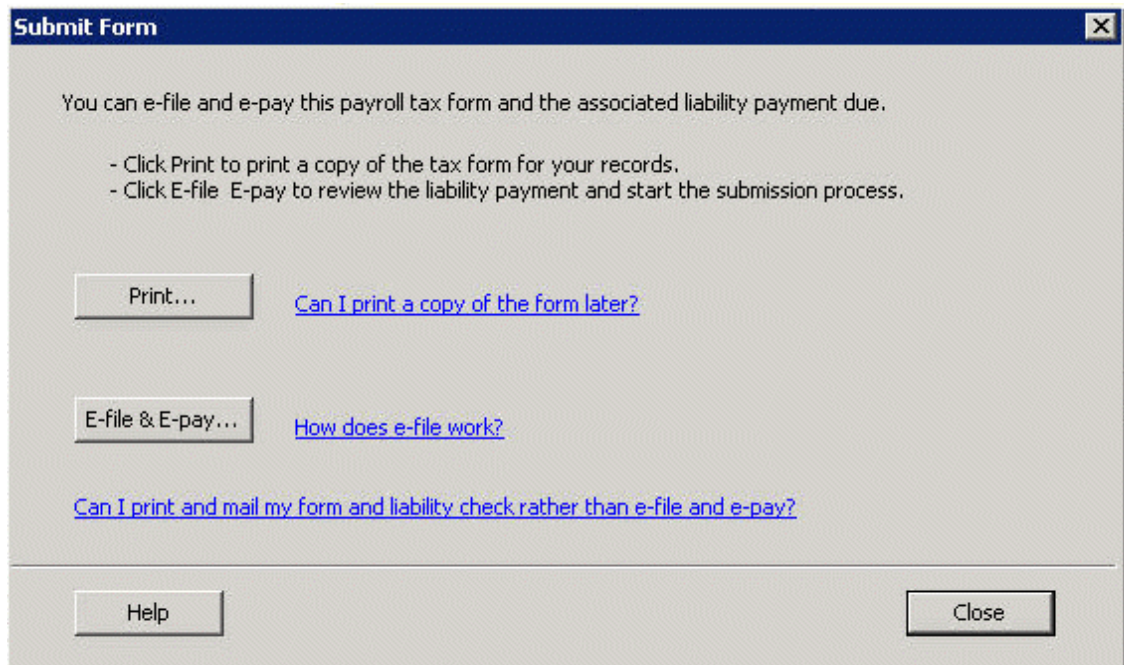 Submit Form
You can e-file and e-pay this payroll tax form and the associated liability payment due.
- Click Print to print a copy of the tax form for your records.
- Click E-file E-pay to review the liability payment and start the submission process.
Print...
Can I print a copy of the form later?
E-file & E-pay...
How does e-file work?
Can I print and mail my form and liability check rather than e-file and e-pay?
Help
Close